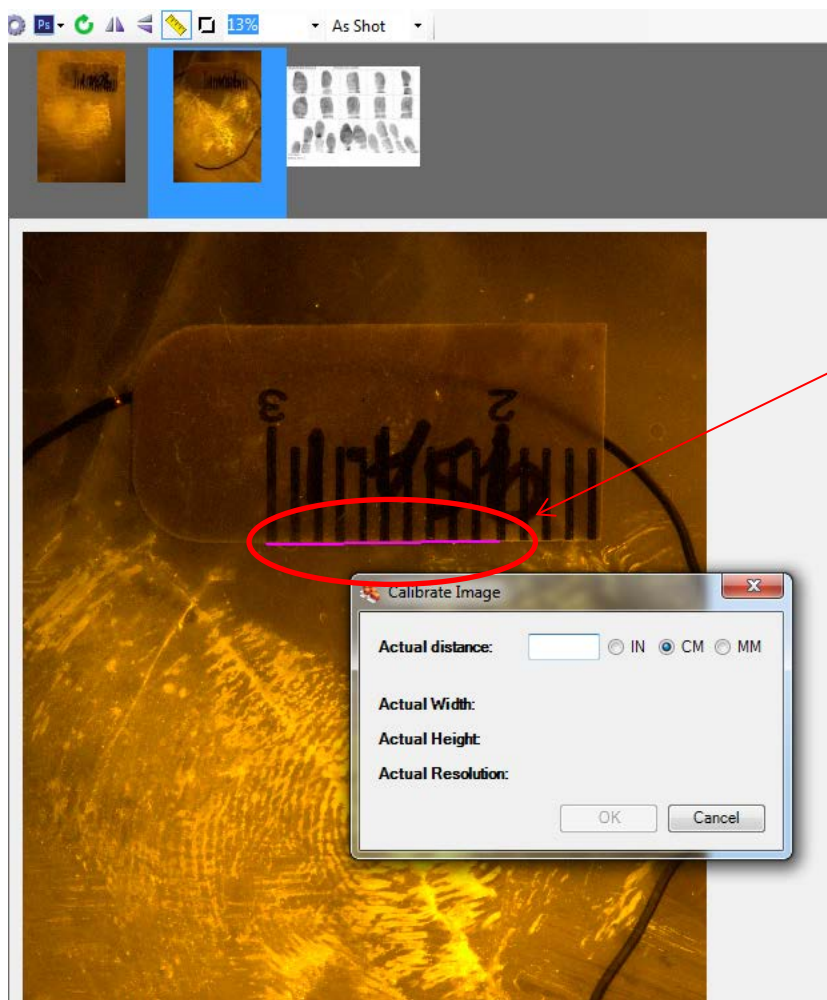 Ps 13% As Shot
3 2
Calibrate Image X
Actual distance: IN CM MM
Actual Width:
Actual Height:
Actual Resolution:
OK Cancel